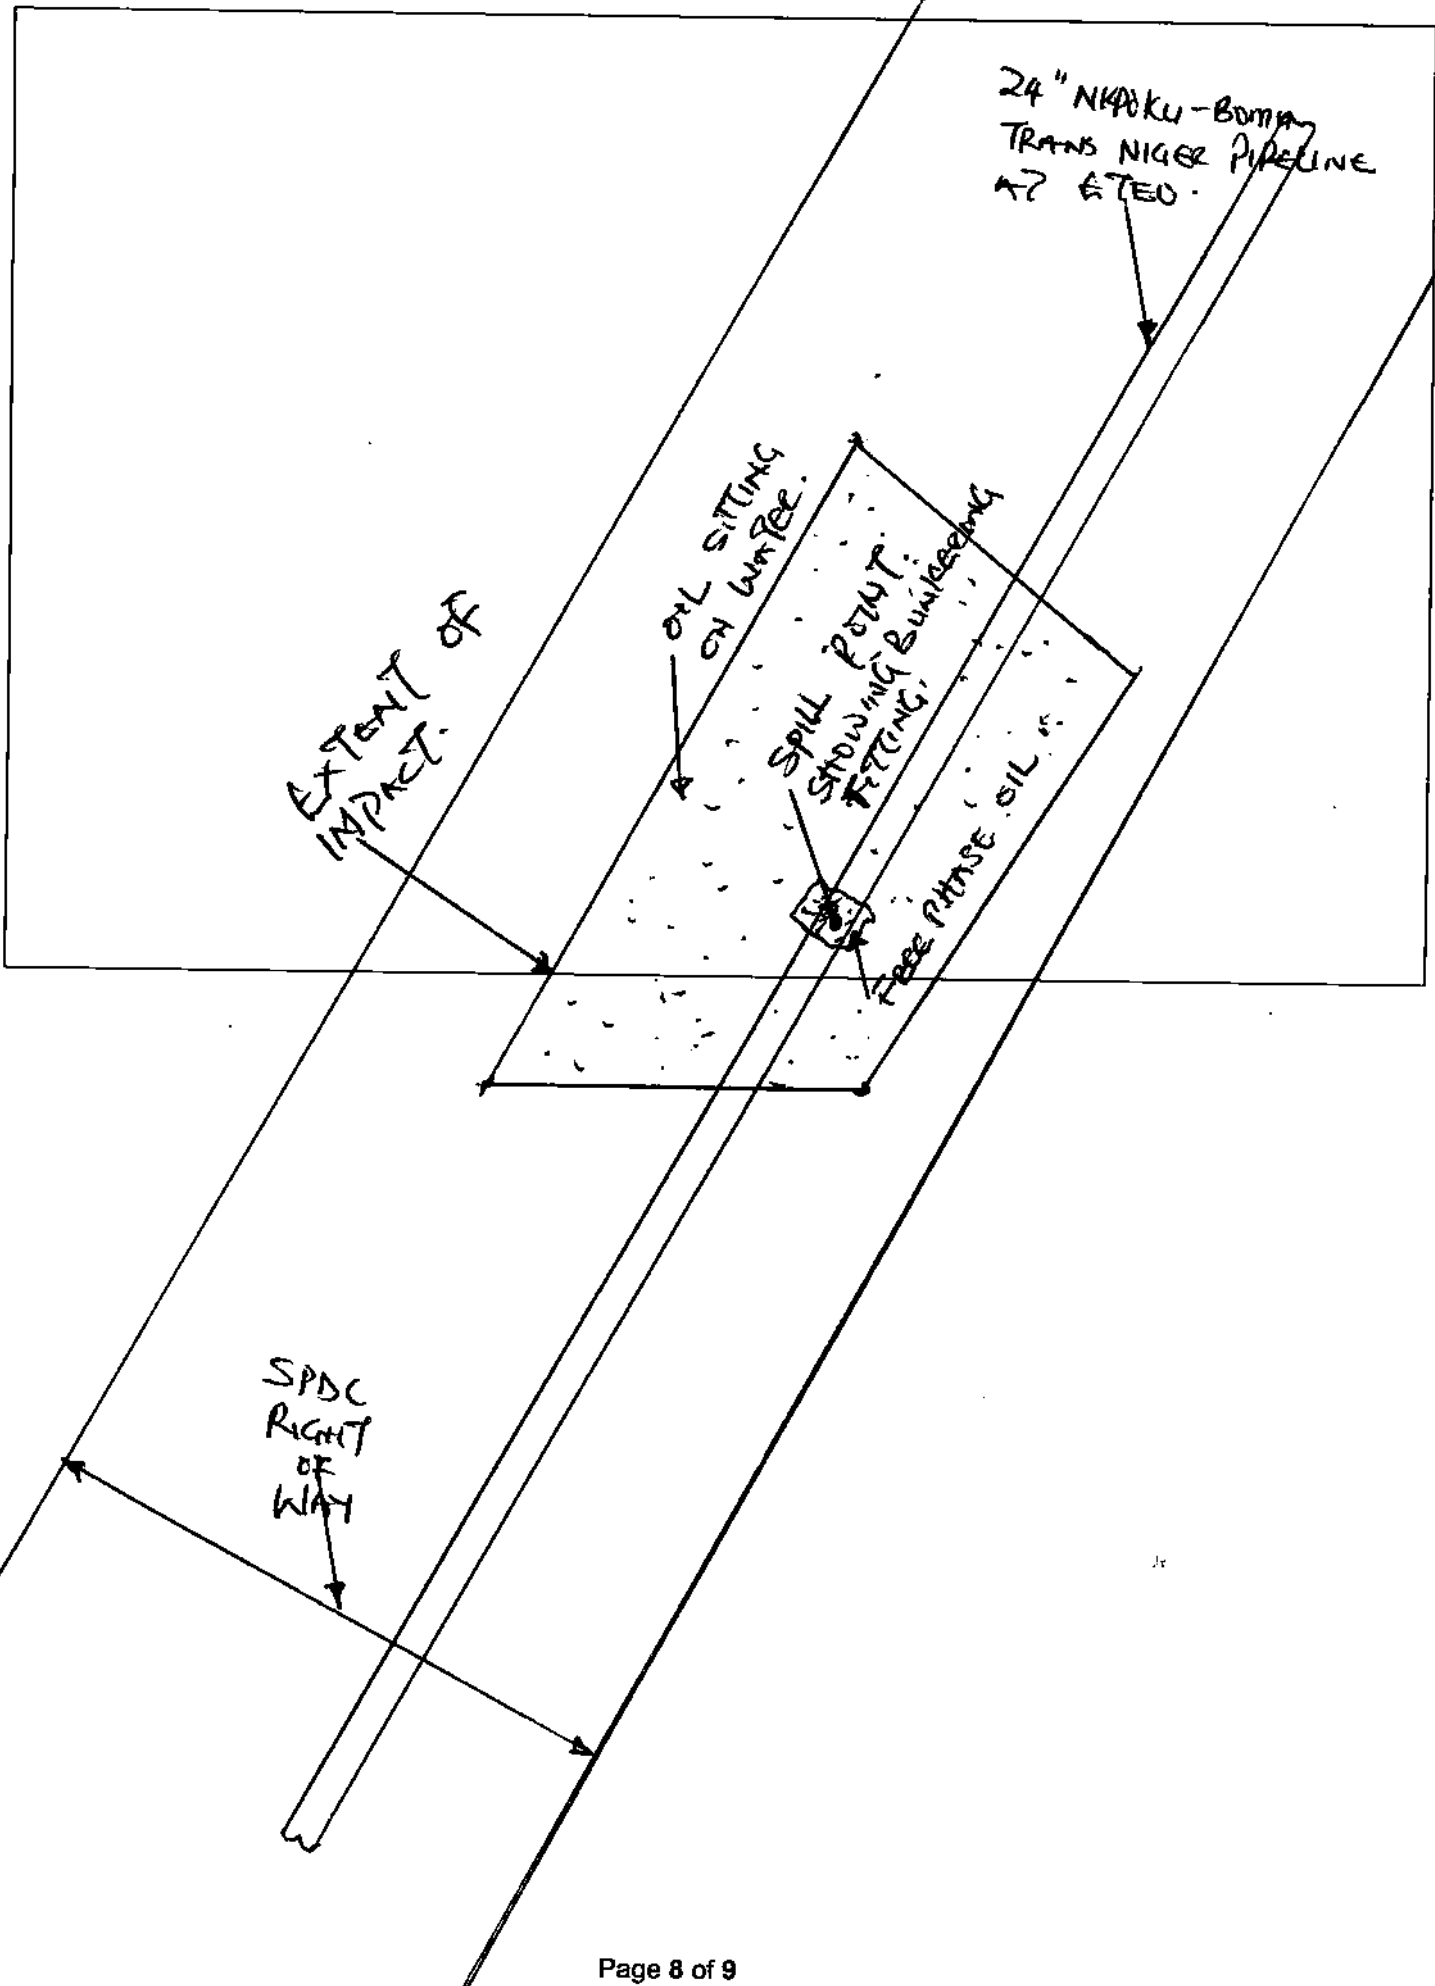 24" NKPOKU-BOMU
TRANS NIGER PIPELINE
AT ETEO.
OIL SITTING
ON WATER.
SPILL POINT.
SHOWING BUNKERING
FITTING.
EXTENT OF
IMPACT.
FREE PHASE OIL
SPDC
RIGHT
OF
WAY
Page 8 of 9